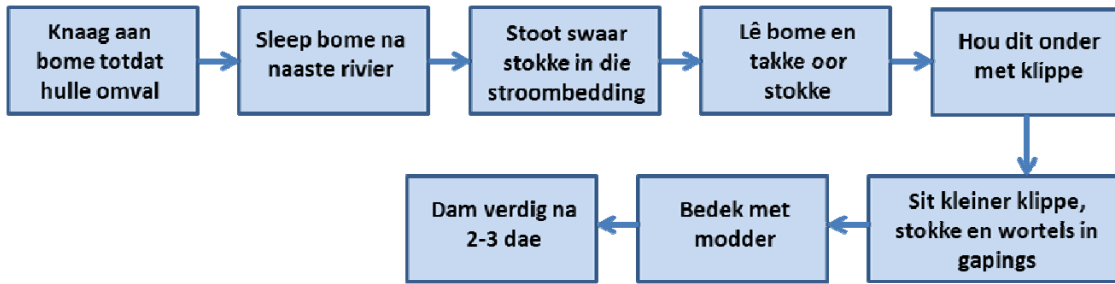 Knaag aan
bome totdat
hulle omval
Sleep bome na
naaste rivier
Stoot swaar
stokke in die
stroombedding
Lê bome en
takke oor
stokke
Hou dit onder
met klippe
Sit kleiner klippe,
stokke en wortels in
gapings
Bedek met
modder
Dam verdig na
2-3 dae